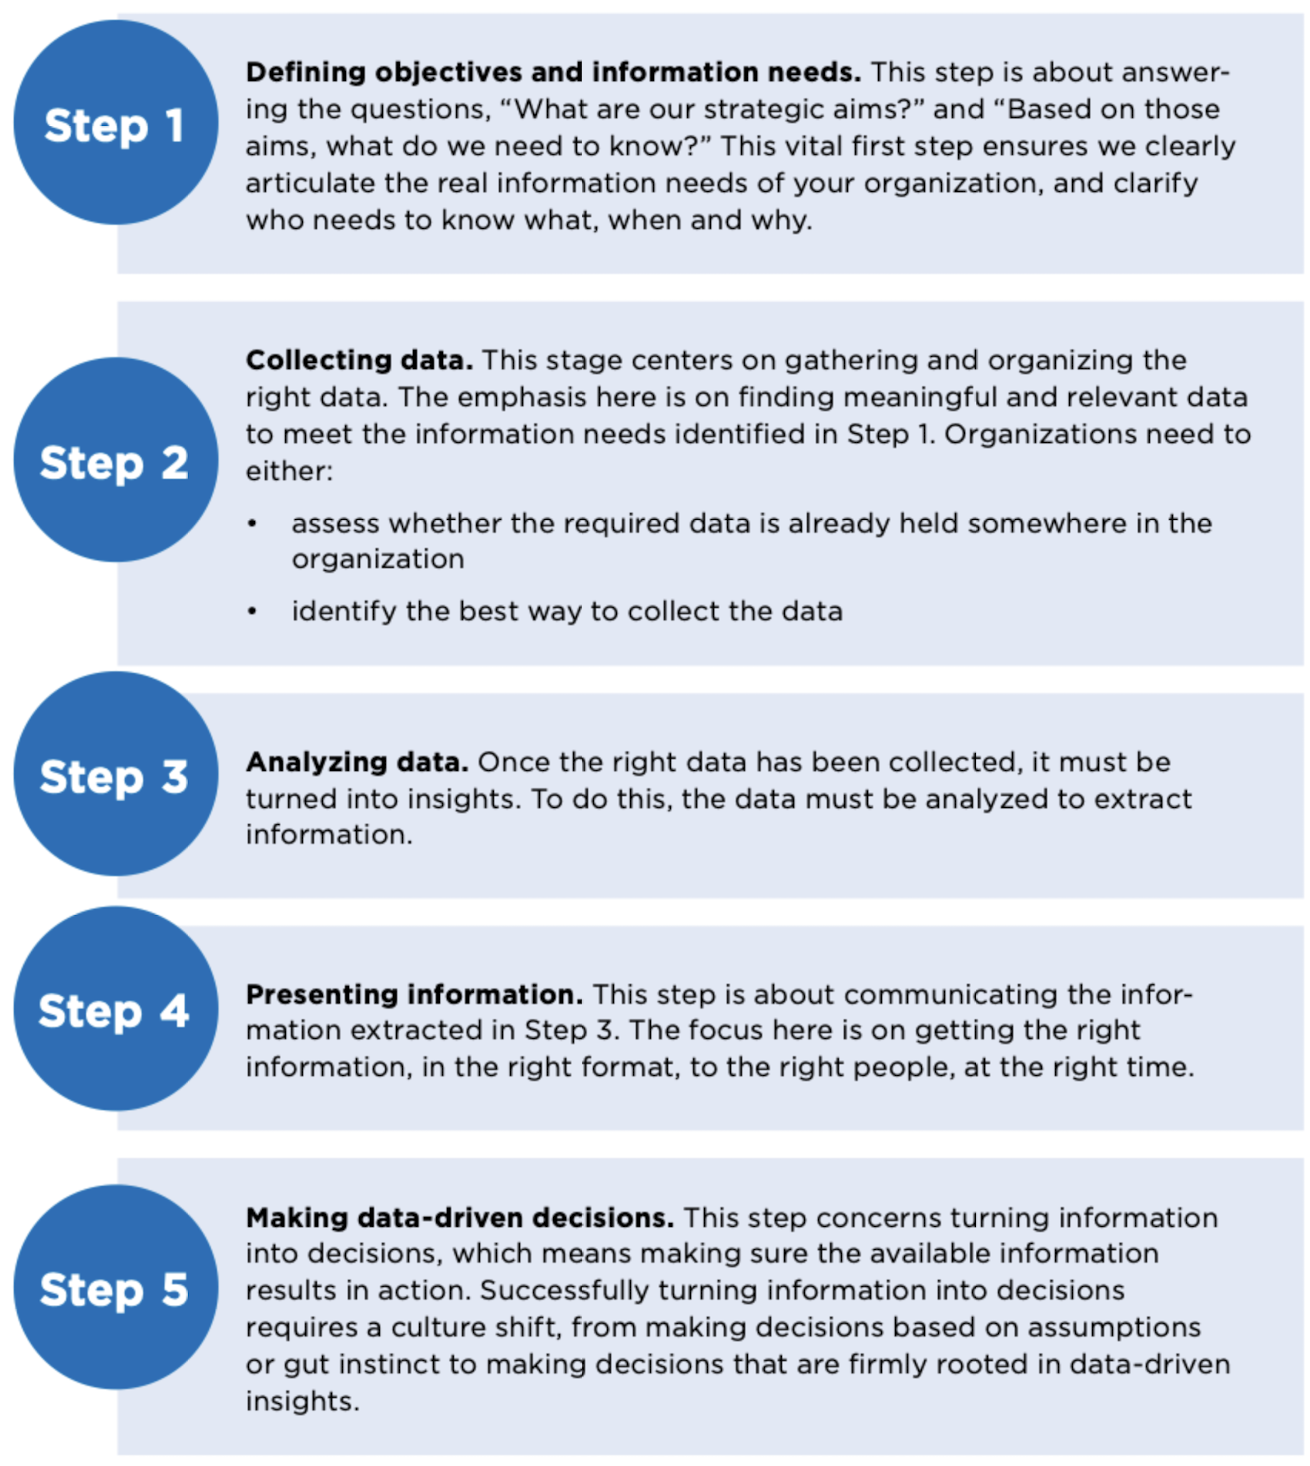 Step 1
Defining objectives and information needs. This step is about answer-
ing the questions, “What are our strategic aims?” and “Based on those
aims, what do we need to know?” This vital first step ensures we clearly
articulate the real information needs of your organization, and clarify
who needs to know what, when and why.
Step 2
Collecting data. This stage centers on gathering and organizing the
right data. The emphasis here is on finding meaningful and relevant data
to meet the information needs identified in Step 1. Organizations need to
either:
• assess whether the required data is already held somewhere in the
organization
• identify the best way to collect the data
Step 3
Analyzing data. Once the right data has been collected, it must be
turned into insights. To do this, the data must be analyzed to extract
information.
Step 4
Presenting information. This step is about communicating the infor-
mation extracted in Step 3. The focus here is on getting the right
information, in the right format, to the right people, at the right time.
Step 5
Making data-driven decisions. This step concerns turning information
into decisions, which means making sure the available information
results in action. Successfully turning information into decisions
requires a culture shift, from making decisions based on assumptions
or gut instinct to making decisions that are firmly rooted in data-driven
insights.